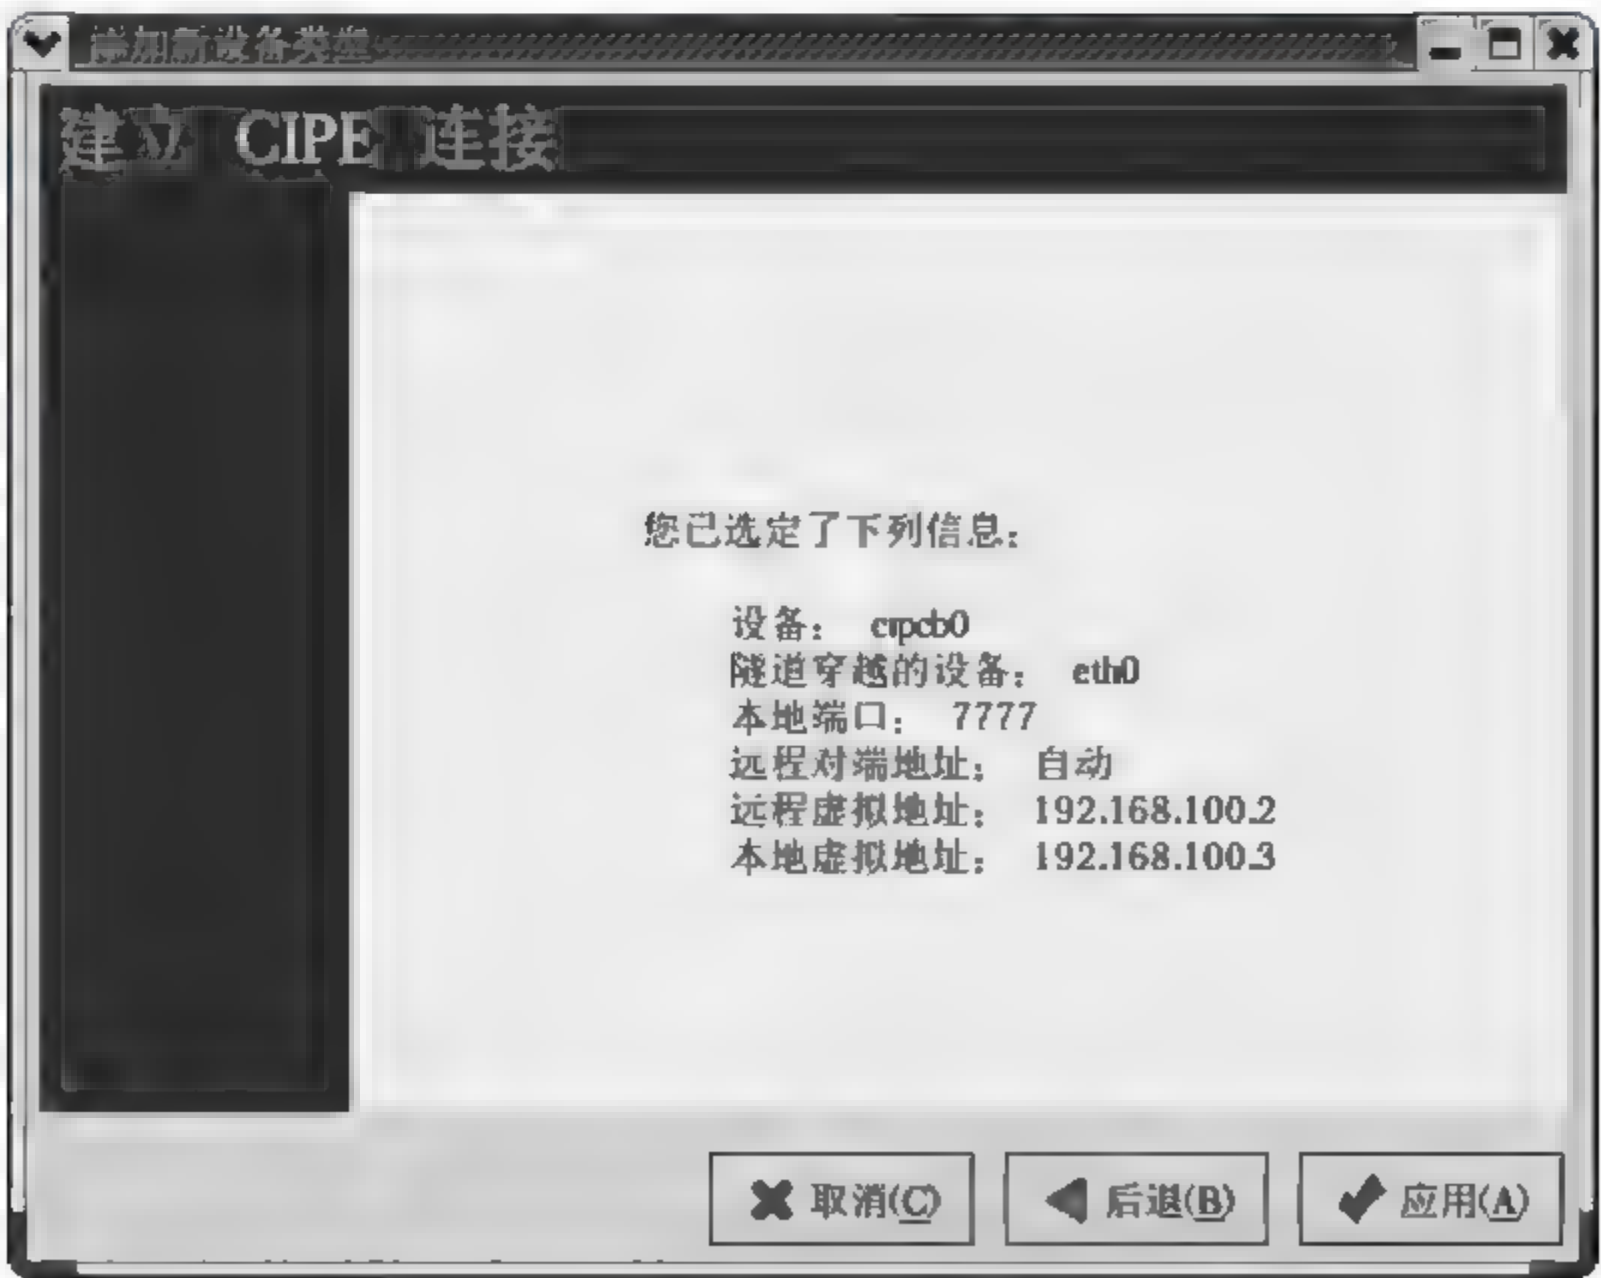 添加新设备类型
建立 CIPE 连接
您已选定了下列信息：
设备： cipcb0
隧道穿越的设备： eth0
本地端口： 7777
远程对端地址： 自动
远程虚拟地址： 192.168.100.2
本地虚拟地址： 192.168.100.3
取消(C) 后退(B) 应用(A)